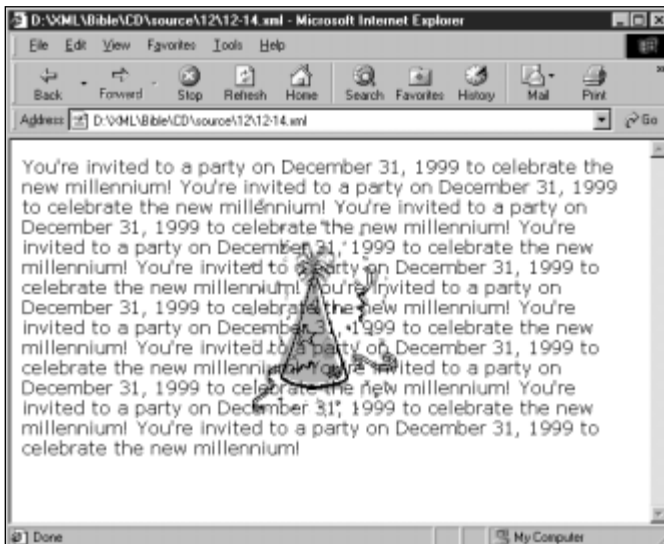 D:\XML\Bible\CD\source\12\12-14.xml - Microsoft Internet Explorer
File Edit View Favorites Tools Help
Back Forward Stop Refresh Home Search Favorites History Mail Print
Address D:\XML\Bible\CD\source\12\12-14.xml Go
You're invited to a party on December 31, 1999 to celebrate the
new millennium! You're invited to a party on December 31, 1999
to celebrate the new millennium! You're invited to a party on
December 31, 1999 to celebrate the new millennium! You're
invited to a party on December 31, 1999 to celebrate the new
millennium! You're invited to a party on December 31, 1999 to
celebrate the new millennium! You're invited to a party on
December 31, 1999 to celebrate the new millennium! You're
invited to a party on December 31, 1999 to celebrate the new
millennium! You're invited to a party on December 31, 1999 to
celebrate the new millennium! You're invited to a party on
December 31, 1999 to celebrate the new millennium! You're
invited to a party on December 31, 1999 to celebrate the new
millennium! You're invited to a party on December 31, 1999 to
celebrate the new millennium!
Done My Computer